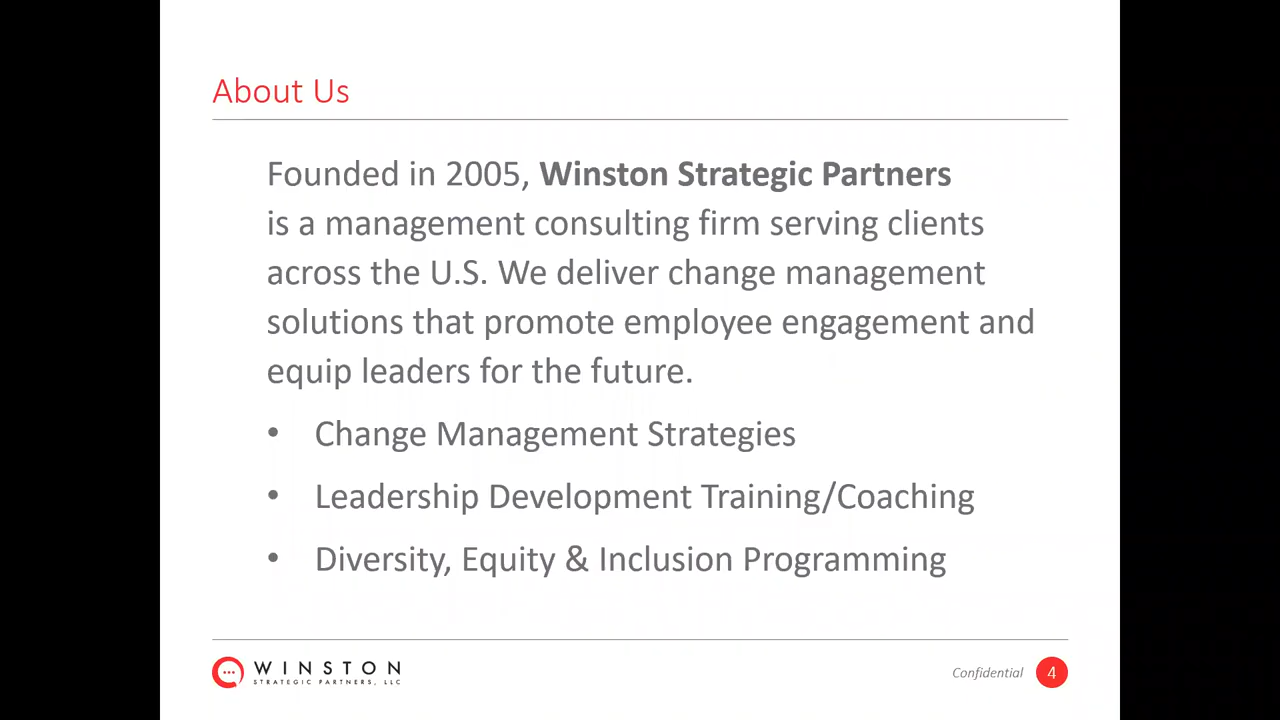 About Us
Founded in 2005, Winston Strategic Partners
is a management consulting firm serving clients
across the U.S. We deliver change management
solutions that promote employee engagement and
equip leaders for the future.
• Change Management Strategies
• Leadership Development Training/Coaching
• Diversity, Equity & Inclusion Programming
WINSTON
STRATEGIC PARTNERS, LLC
Confidential 4